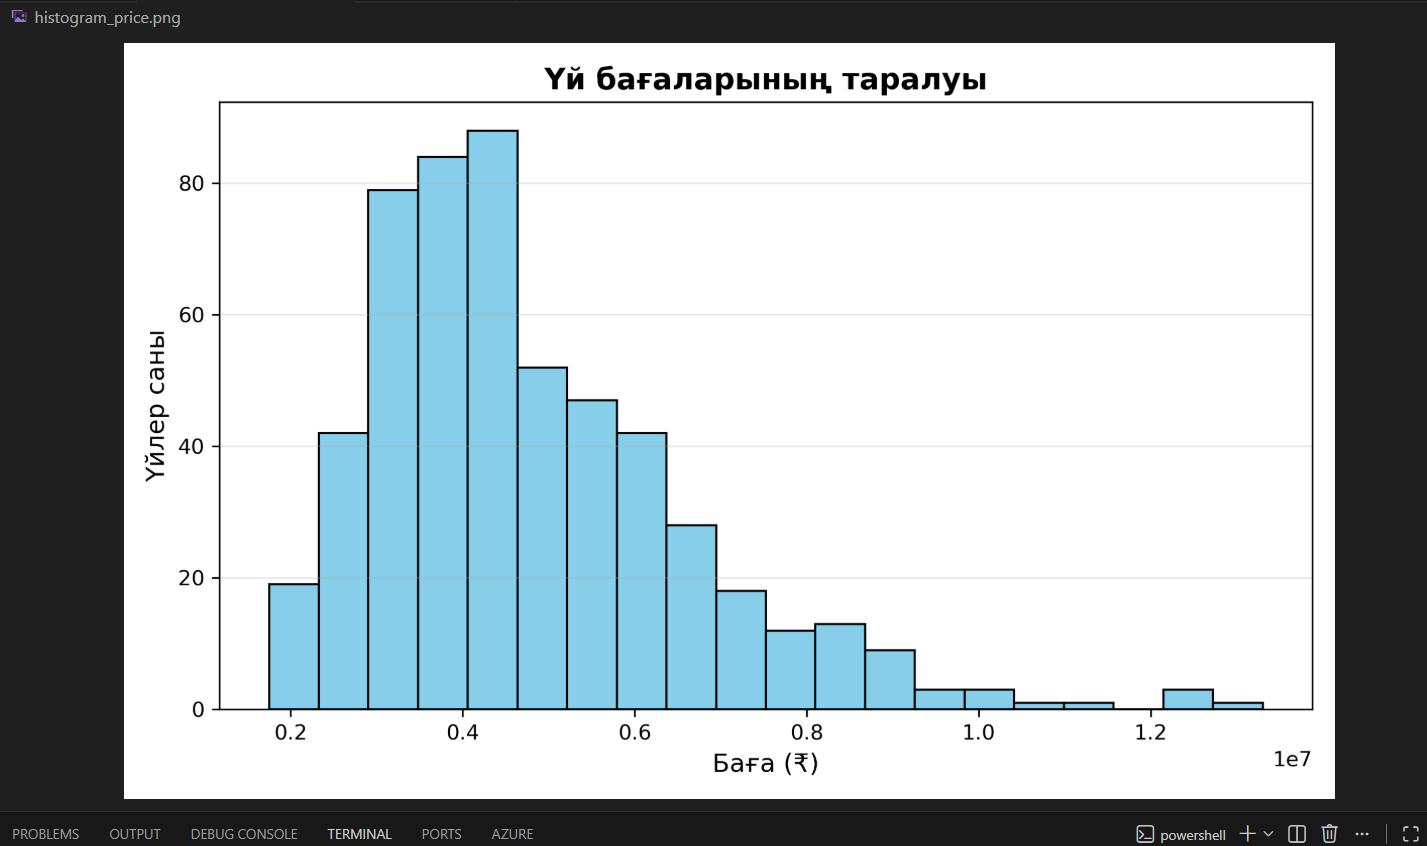 histogram_price.png
Үй бағаларының таралуы
Үйлер саны
80
60
40
20
0
0.2 0.4 0.6 0.8 1.0 1.2
1e7
Баға (₹)
PROBLEMS OUTPUT DEBUG CONSOLE TERMINAL PORTS AZURE
powershell